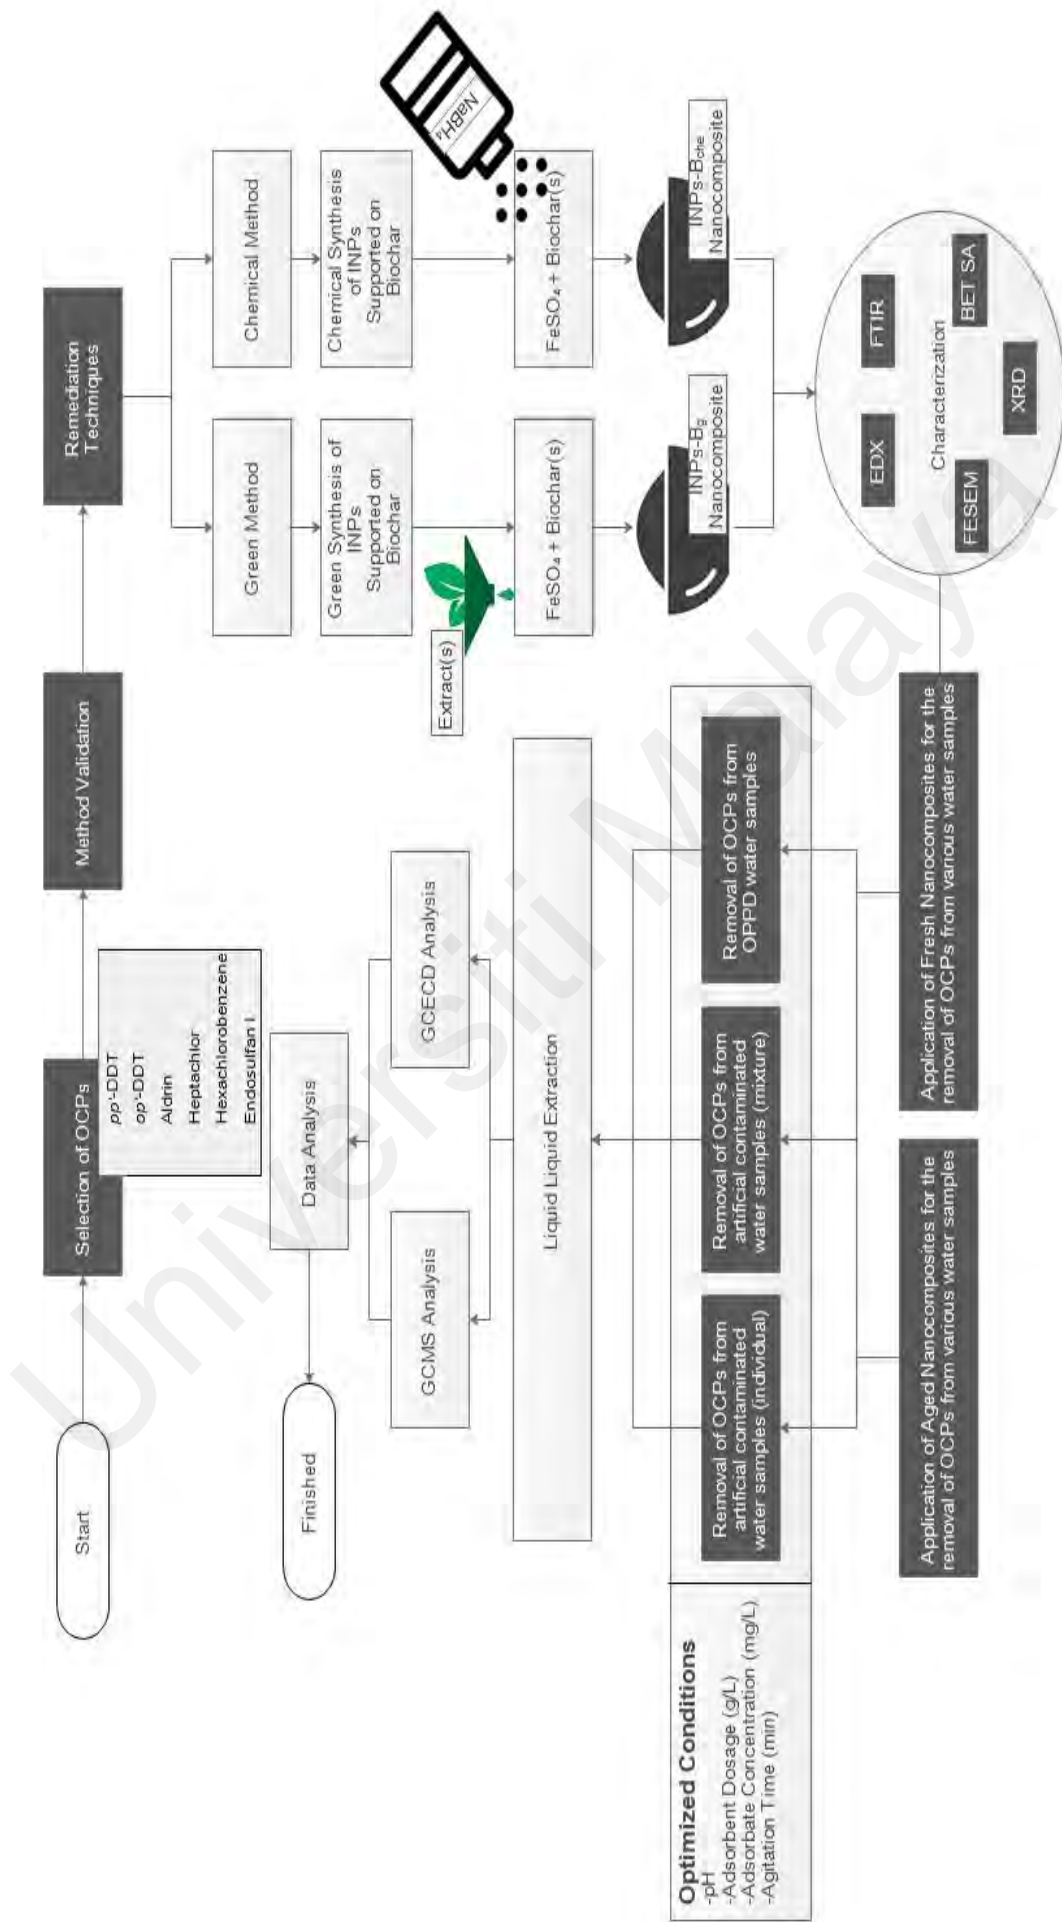 Start
Selection of OCPs
pp'-DDT
op'-DDT
Aldrin
Heptachlor
Hexachlorobenzene
Endosulfan I
Method Validation
Remediation
Techniques
Green Method
Chemical Method
Green Synthesis of
INPs
Supported on
Biochar
Chemical Synthesis
of INPs
Supported on
Biochar
Extract(s)
NaBH₄
FeSO₄ + Biochar(s)
FeSO₄ + Biochar(s)
INPs-Bg
Nanocomposite
INPs-Bche
Nanocomposite
EDX
FTIR
Characterization
FESEM
BET SA
XRD
Application of Fresh Nanocomposites for the
removal of OCPs from various water samples
Application of Aged Nanocomposites for the
removal of OCPs from various water samples
Optimized Conditions
-pH
-Adsorbent Dosage (g/L)
-Adsorbate Concentration (mg/L)
-Agitation Time (min)
Removal of OCPs from
artificial contaminated
water samples (individual)
Removal of OCPs from
artificial contaminated
water samples (mixture)
Removal of OCPs from
OPPD water samples
Liquid Liquid Extraction
GCMS Analysis
GCECD Analysis
Data Analysis
Finished
Universiti Malaya